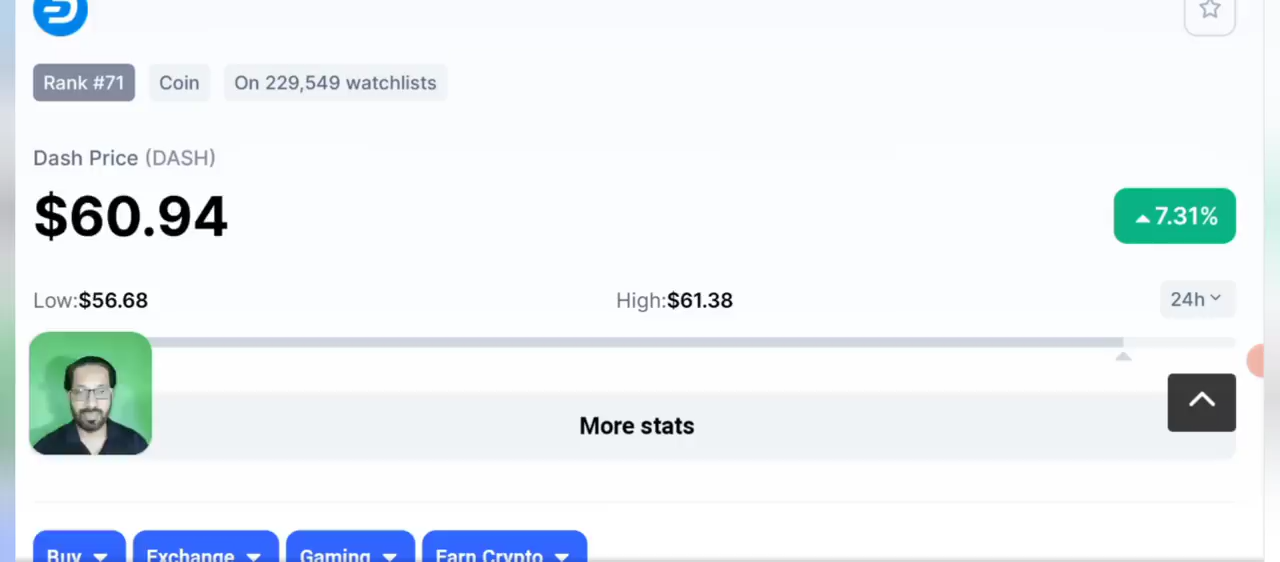 Rank #71 Coin On 229,549 watchlists
Dash Price (DASH)
$60.94
7.31%
Low:$56.68 High:$61.38 24h
More stats
Buy Exchange Gaming Earn Crypto